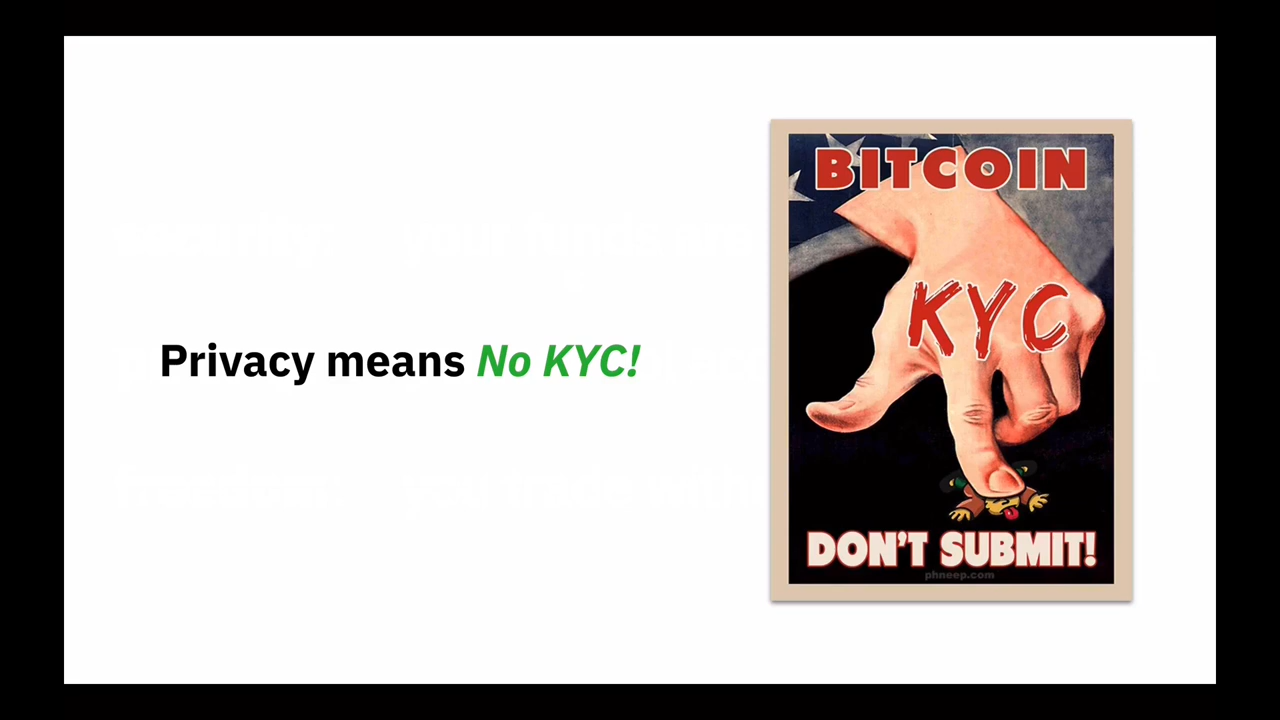 Privacy means No KYC!
BITCOIN
KYC
DON'T SUBMIT!
phneep.com